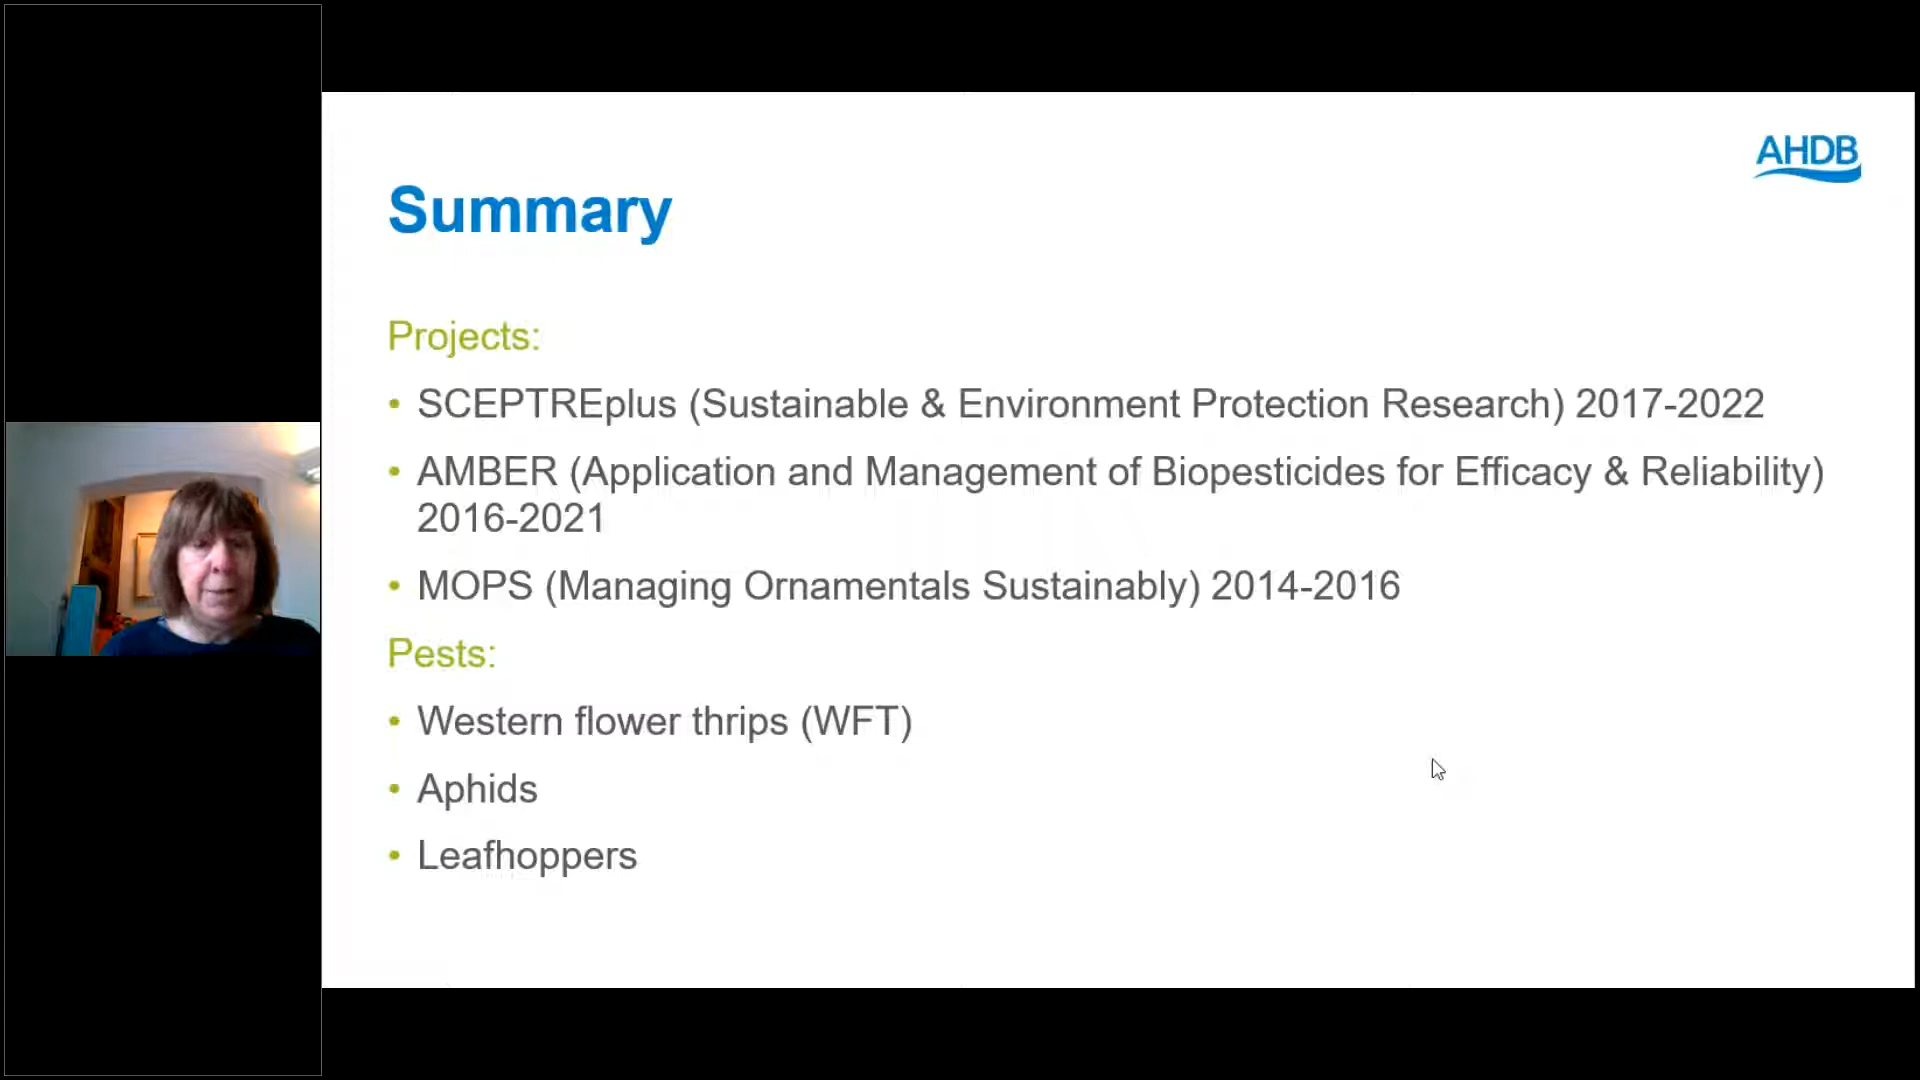 AHDB
Summary
Projects:
• SCEPTREplus (Sustainable & Environment Protection Research) 2017-2022
• AMBER (Application and Management of Biopesticides for Efficacy & Reliability)
2016-2021
• MOPS (Managing Ornamentals Sustainably) 2014-2016
Pests:
• Western flower thrips (WFT)
• Aphids
• Leafhoppers